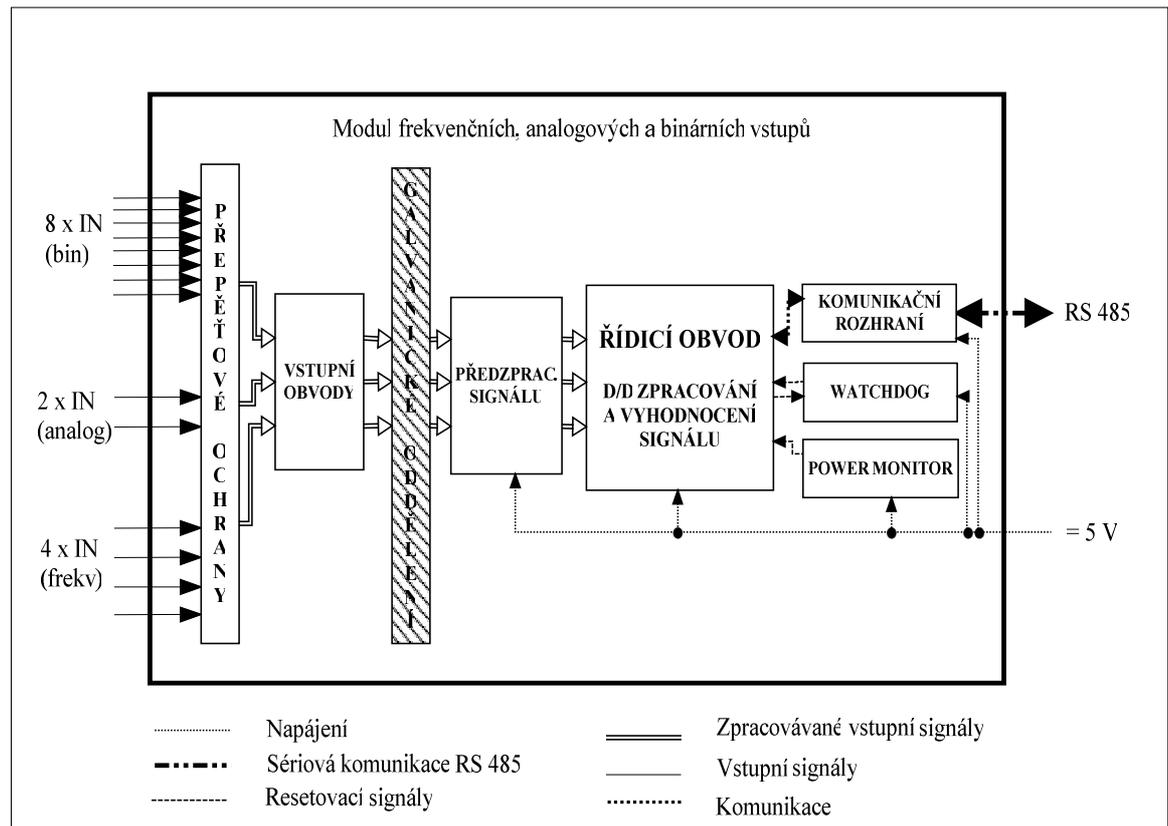 Modul frekvenčních, analogových a binárních vstupů
8 x IN
(bin)
2 x IN
(analog)
4 x IN
(frekv)
PŘEPĚŤOVÉ OCHRANY
VSTUPNÍ
OBVODY
GALVANICKÉ ODDĚLENÍ
PŘEDZPRAC.
SIGNÁLU
ŘÍDICÍ OBVOD
D/D ZPRACOVÁNÍ
A VYHODNOCENÍ
SIGNÁLU
KOMUNIKAČNÍ
ROZHRANÍ
WATCHDOG
POWER MONITOR
RS 485
= 5 V
Napájení
Sériová komunikace RS 485
Resetovací signály
Zpracovávané vstupní signály
Vstupní signály
Komunikace